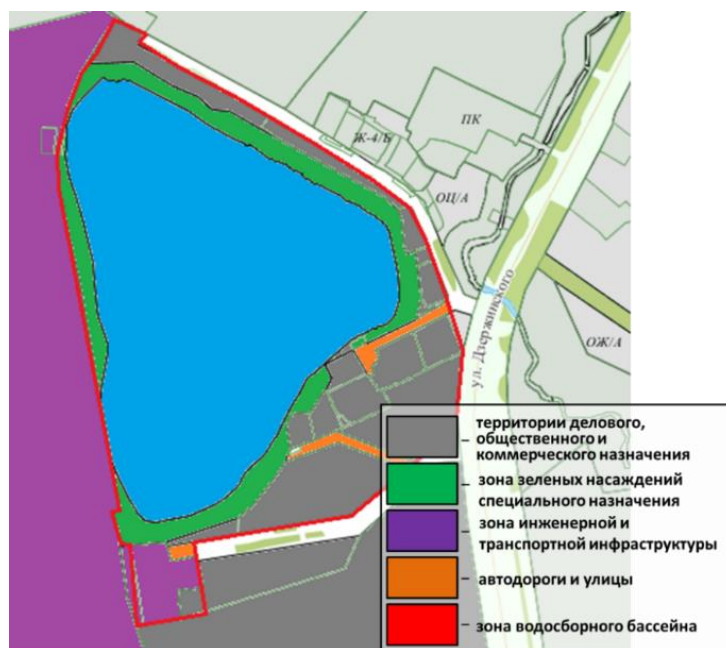 ПК
Ж-4/Б
ОЦ/А
ул. Дзержинского
ОЖ/А
территории делового,
общественного и
коммерческого назначения
зона зеленых насаждений
специального назначения
зона инженерной и
транспортной инфраструктуры
автодороги и улицы
зона водосборного бассейна